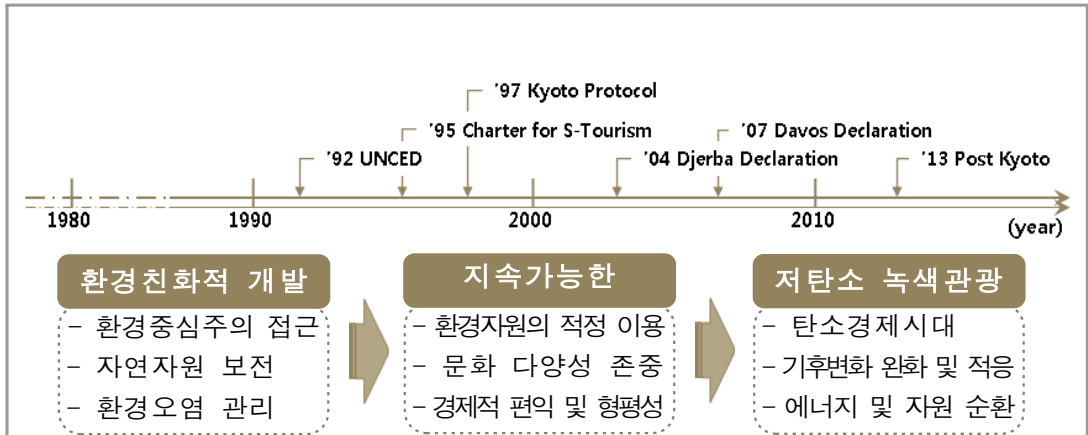 '97 Kyoto Protocol
'95 Charter for S-Tourism
'07 Davos Declaration
'92 UNCED
'04 Djerba Declaration
'13 Post Kyoto
1980
1990
2000
2010
(year)
환경친화적 개발
- 환경중심주의 접근
- 자연자원 보전
- 환경오염 관리
지속가능한
- 환경자원의 적정 이용
- 문화 다양성 존중
- 경제적 편익 및 형평성
저탄소 녹색관광
- 탄소경제시대
- 기후변화 완화 및 적응
- 에너지 및 자원 순환